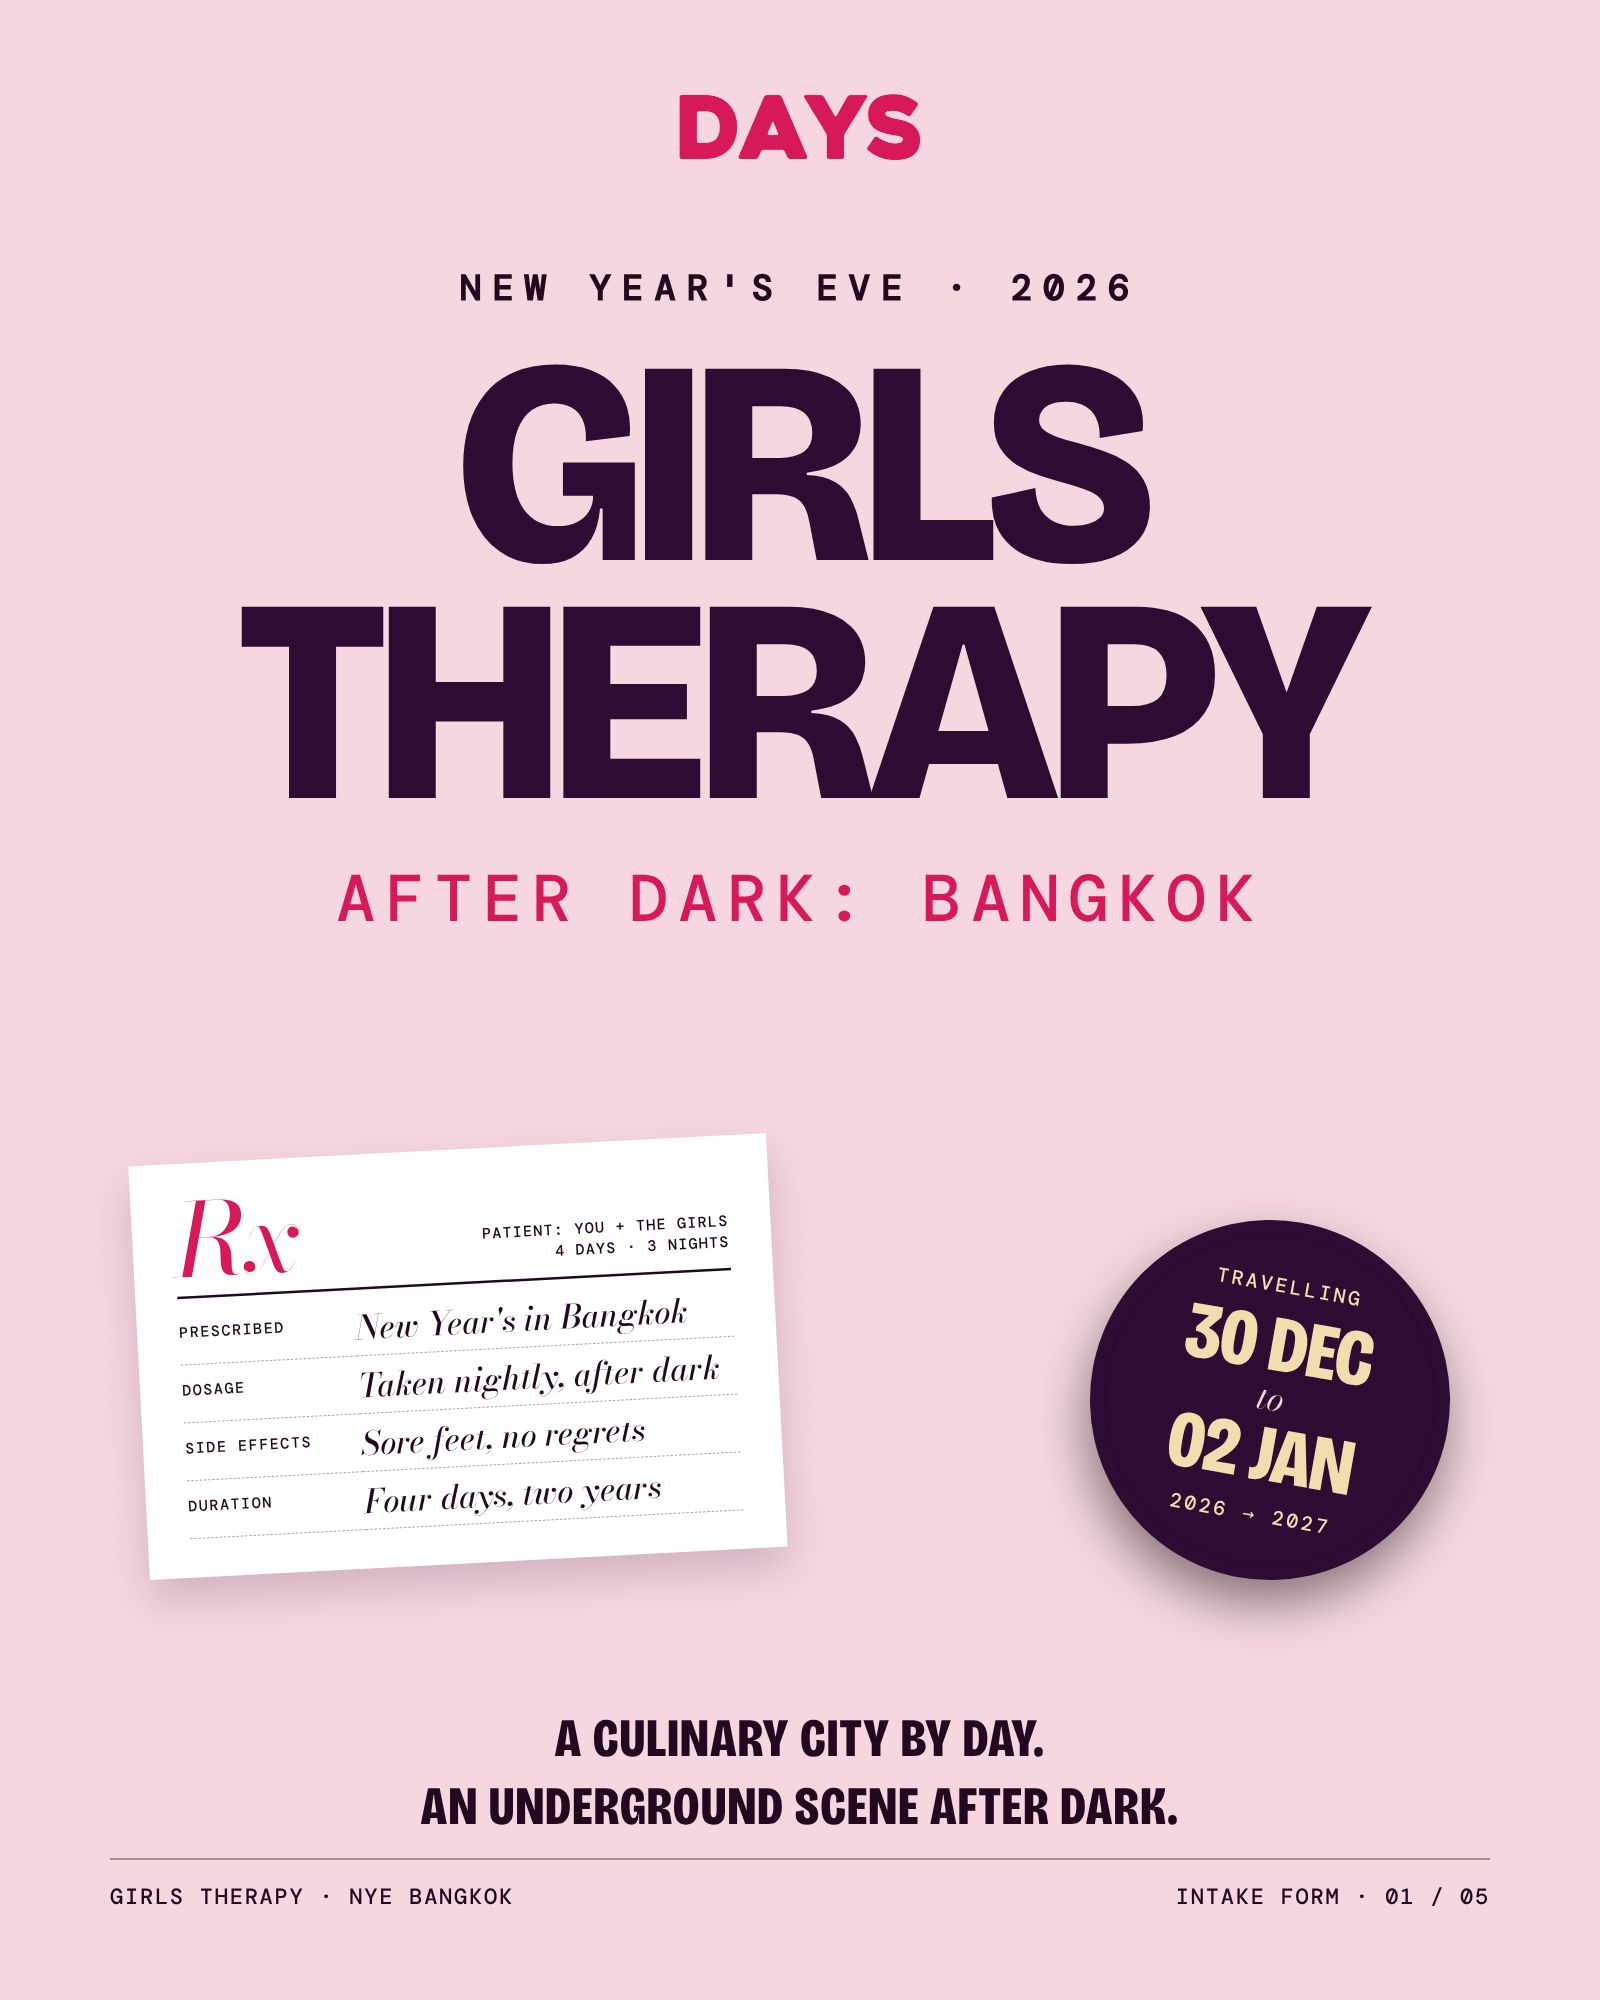 DAYS
NEW YEAR'S EVE · 2026
GIRLS
THERAPY
AFTER DARK: BANGKOK
Rx
PATIENT: YOU + THE GIRLS
4 DAYS · 3 NIGHTS
PRESCRIBED New Year's in Bangkok
DOSAGE Taken nightly, after dark
SIDE EFFECTS Sore feet, no regrets
DURATION Four days, two years
TRAVELLING
30 DEC
to
02 JAN
2026 → 2027
A CULINARY CITY BY DAY.
AN UNDERGROUND SCENE AFTER DARK.
GIRLS THERAPY · NYE BANGKOK
INTAKE FORM · 01 / 05